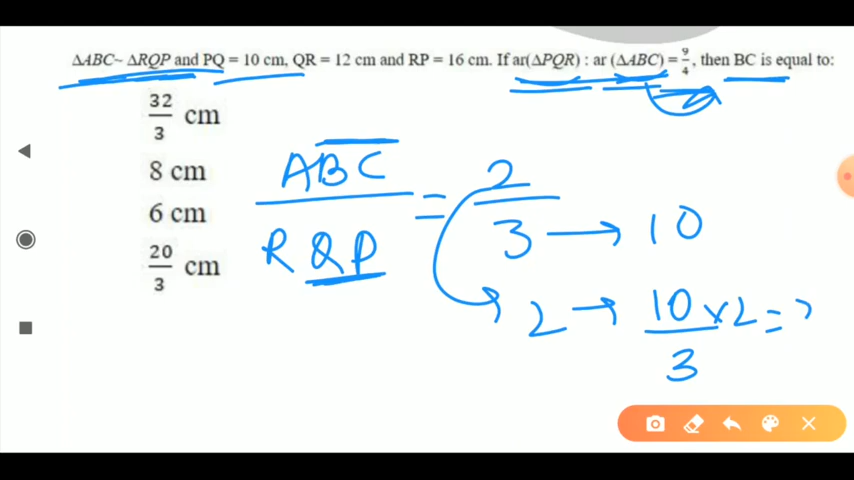 ΔABC~ ΔRQP and PQ = 10 cm, QR = 12 cm and RP = 16 cm. If ar(ΔPQR) : ar (ΔABC) = 9/4, then BC is equal to:
32/3 cm
8 cm
6 cm
20/3 cm
ABC/RQP = 2/3 → 10
2 → 10/3 ×2 = ?